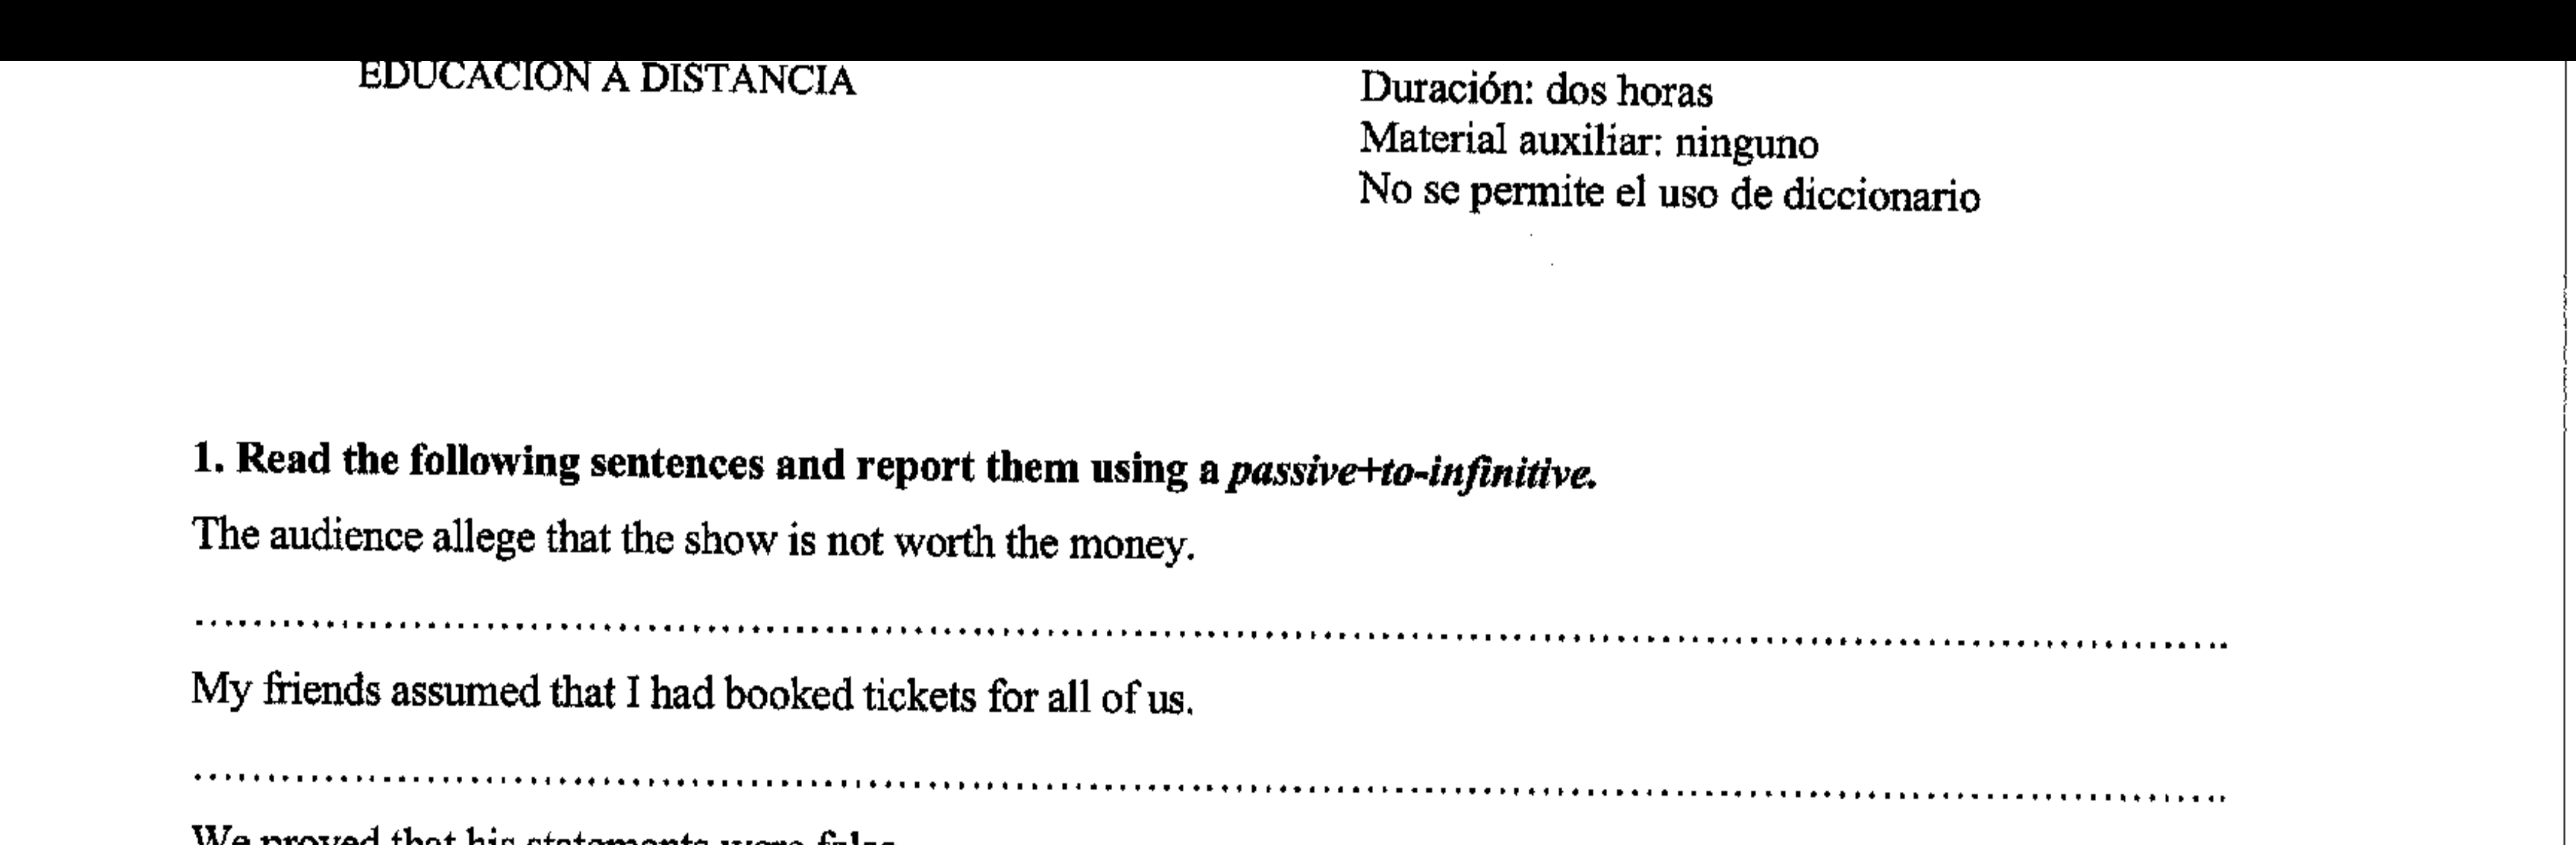 EDUCACIÓN A DISTANCIA
Duración: dos horas
Material auxiliar: ninguno
No se permite el uso de diccionario
1. Read the following sentences and report them using a passive+to-infinitive.
The audience allege that the show is not worth the money.
My friends assumed that I had booked tickets for all of us.
We proved that his statements were false